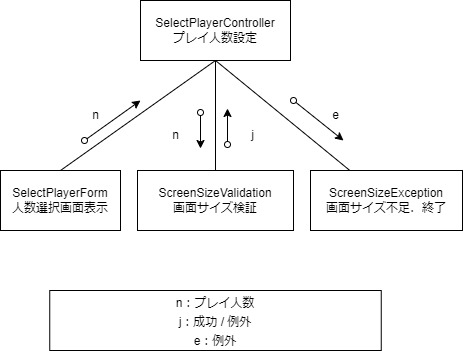 SelectPlayerController
プレイ人数設定
n
n
j
e
SelectPlayerForm
人数選択画面表示
ScreenSizeValidation
画面サイズ検証
ScreenSizeException
画面サイズ不足．終了
n：プレイ人数
j：成功 / 例外
e：例外